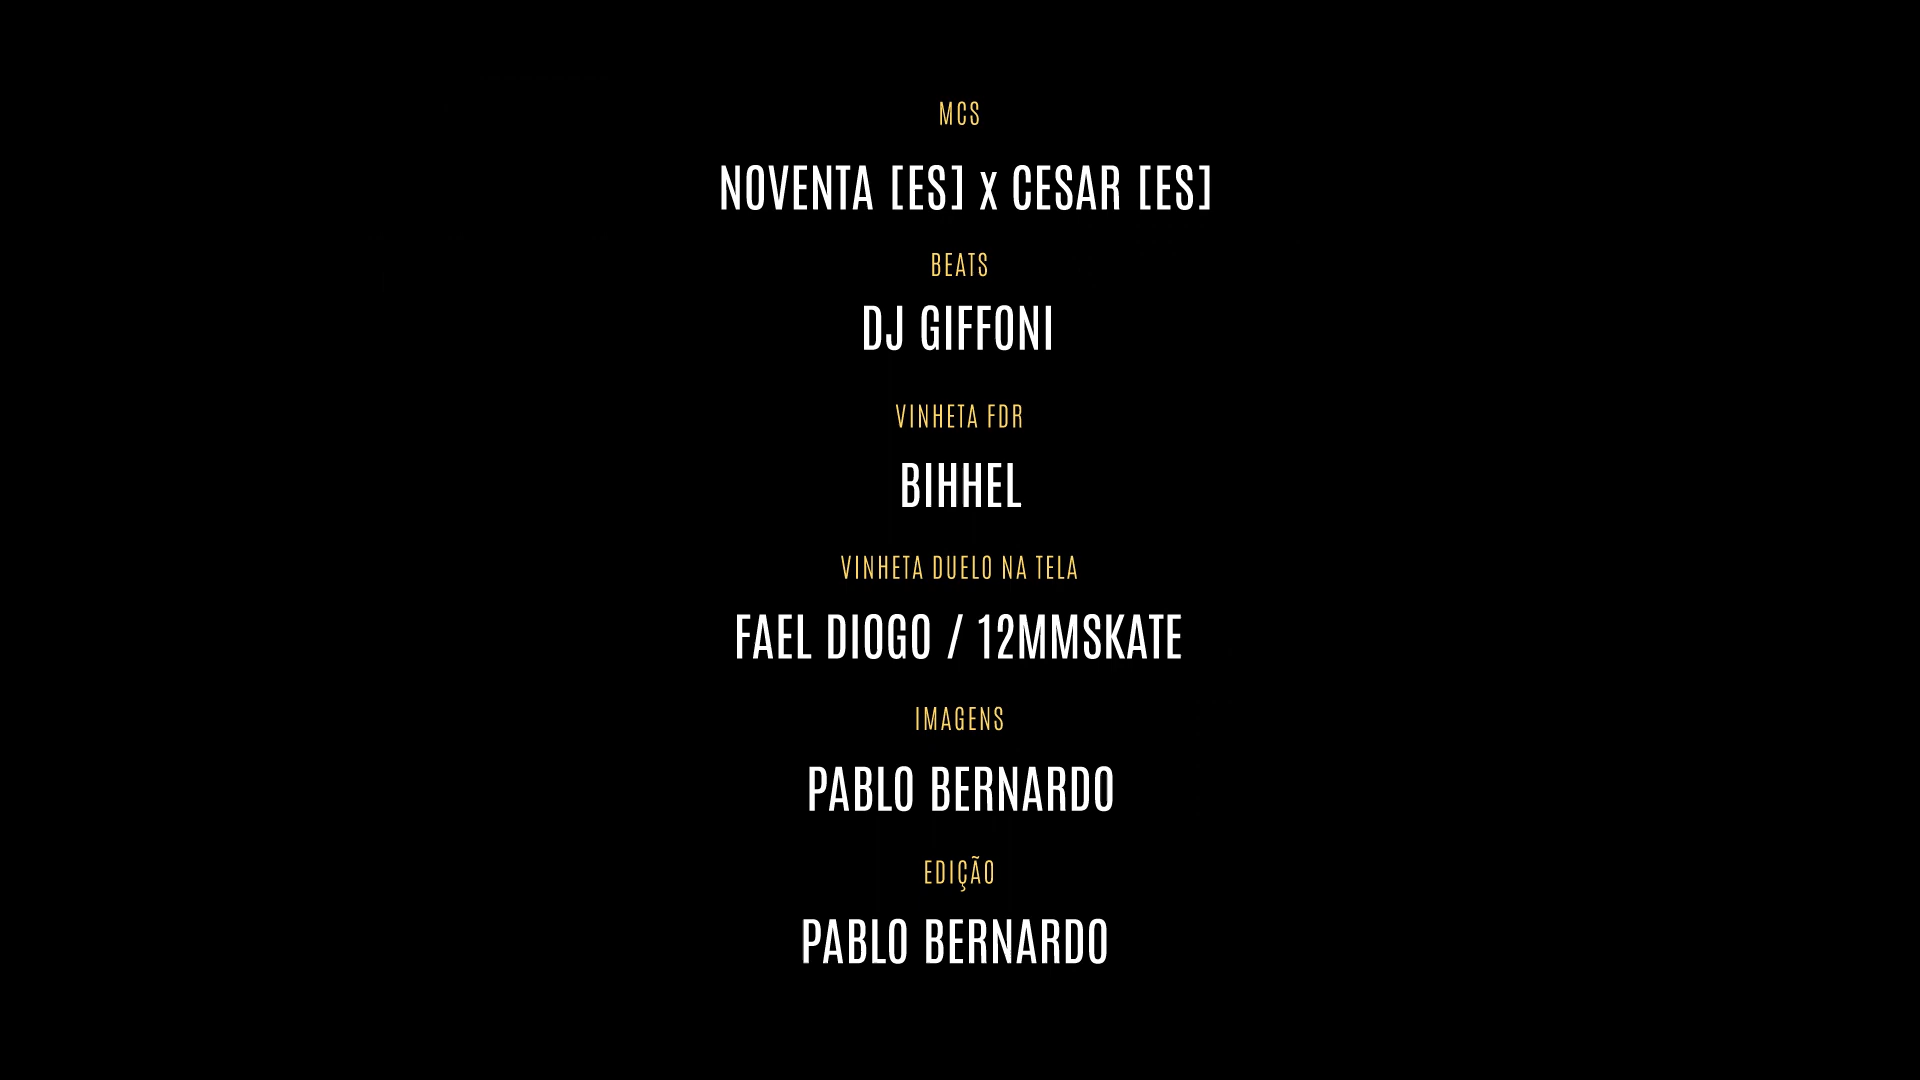 MCS
NOVENTA [ES] X CESAR [ES]
BEATS
DJ GIFFONI
VINHETA FDR
BIHHEL
VINHETA DUELO NA TELA
FAEL DIOGO / 12MMSKATE
IMAGENS
PABLO BERNARDO
EDIÇÃO
PABLO BERNARDO